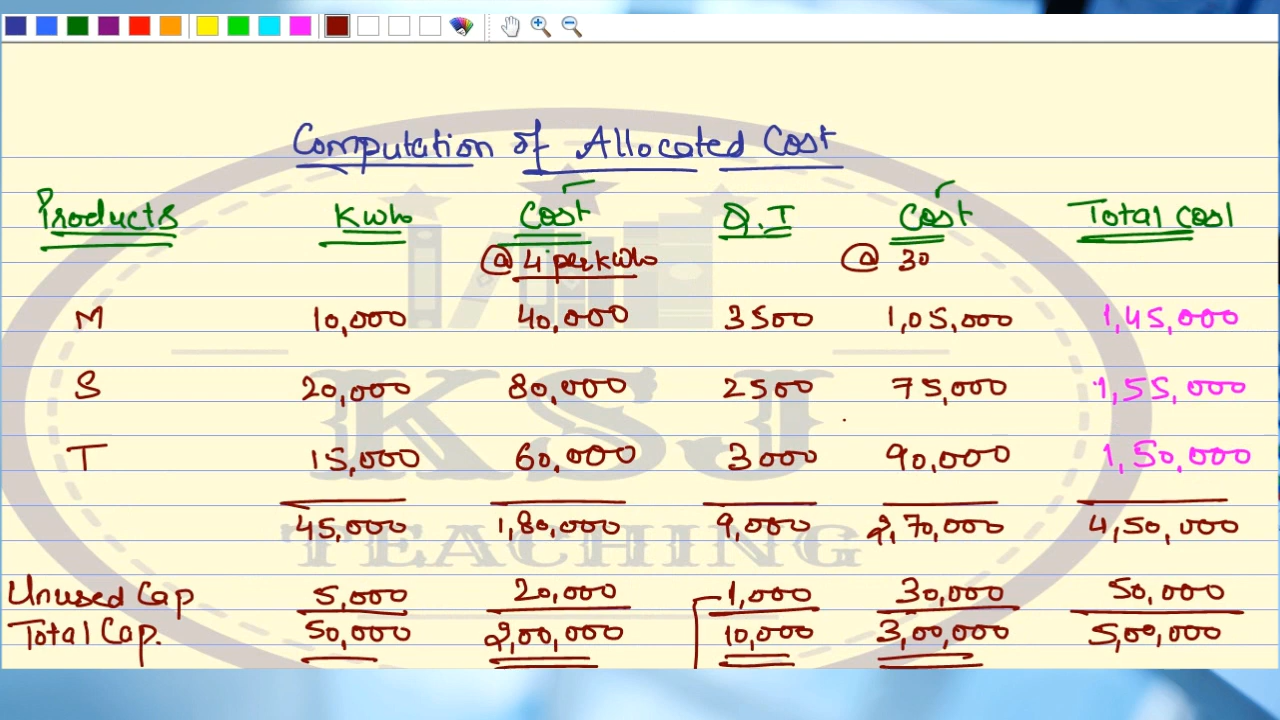 Computation of Allocated Cost
Products Kwh Cost Q.I Cost Total cost
@ 4 per kwh @ 30
M 10,000 40,000 3500 1,05,000 1,45,000
S 20,000 80,000 2500 75,000 1,55,000
T 15,000 60,000 3000 90,000 1,50,000
45,000 1,80,000 9,000 2,70,000 4,50,000
Unused Cap 5,000 20,000 1,000 30,000 50,000
Total Cap. 50,000 2,00,000 10,000 3,00,000 5,00,000
KSJ
TEACHING